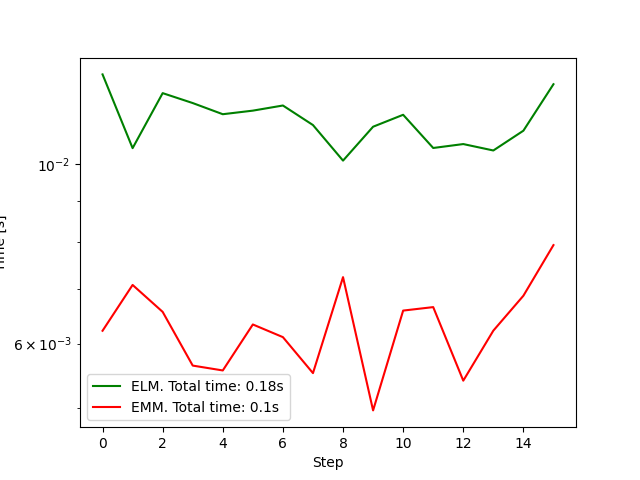 10⁻²
6 × 10⁻³
[s]
ELM. Total time: 0.18s
EMM. Total time: 0.1s
0 2 4 6 8 10 12 14
Step